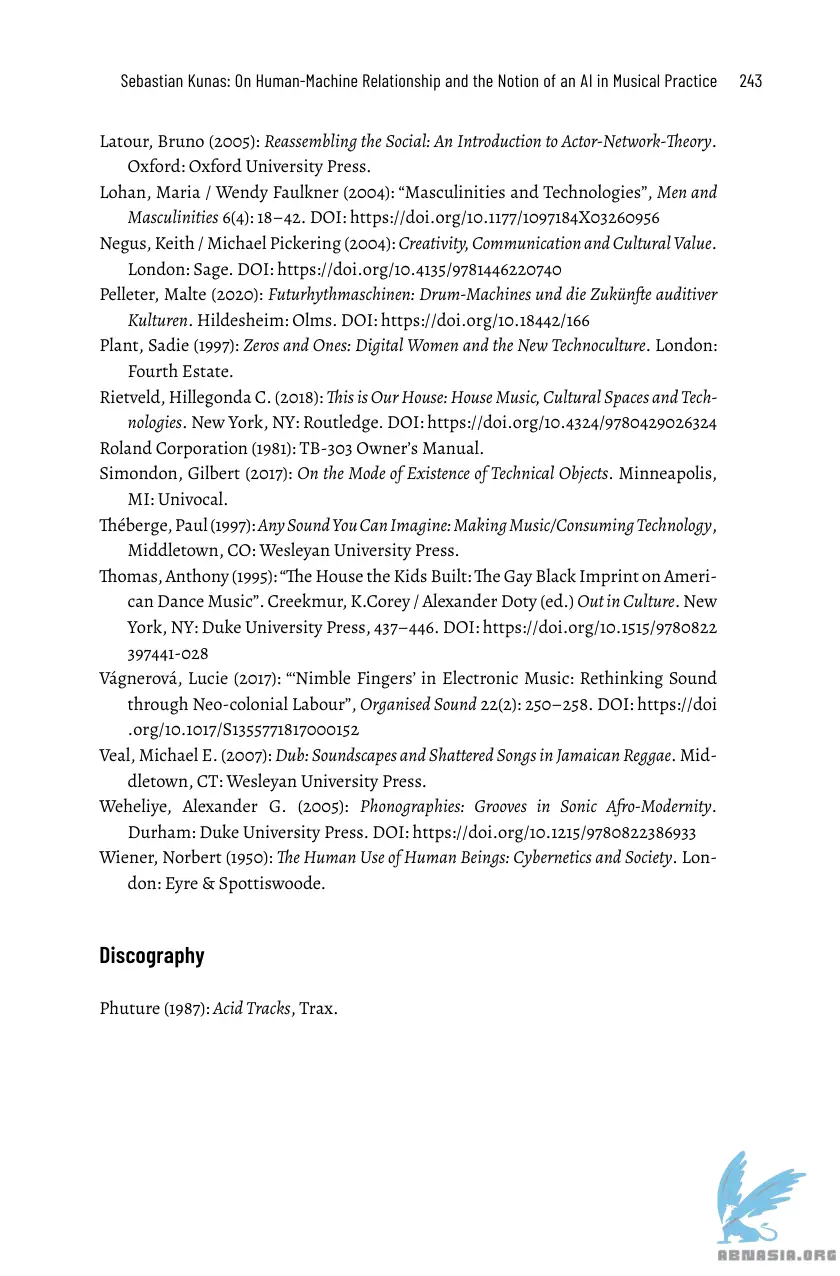 Sebastian Kunas: On Human-Machine Relationship and the Notion of an AI in Musical Practice 243
Latour, Bruno (2005): Reassembling the Social: An Introduction to Actor-Network-Theory.
Oxford: Oxford University Press.
Lohan, Maria / Wendy Faulkner (2004): “Masculinities and Technologies”, Men and
Masculinities 6(4): 18–42. DOI: https://doi.org/10.1177/1097184X03260956
Negus, Keith / Michael Pickering (2004): Creativity, Communication and Cultural Value.
London: Sage. DOI: https://doi.org/10.4135/9781446220740
Pelleter, Malte (2020): Futurhythmaschinen: Drum-Machines und die Zukünfte auditiver
Kulturen. Hildesheim: Olms. DOI: https://doi.org/10.18442/166
Plant, Sadie (1997): Zeros and Ones: Digital Women and the New Technoculture. London:
Fourth Estate.
Rietveld, Hillegonda C. (2018): This is Our House: House Music, Cultural Spaces and Tech-
nologies. New York, NY: Routledge. DOI: https://doi.org/10.4324/9780429026324
Roland Corporation (1981): TB-303 Owner’s Manual.
Simondon, Gilbert (2017): On the Mode of Existence of Technical Objects. Minneapolis,
MI: Univocal.
Théberge, Paul (1997): Any Sound You Can Imagine: Making Music/Consuming Technology,
Middletown, CO: Wesleyan University Press.
Thomas, Anthony (1995): “The House the Kids Built: The Gay Black Imprint on Ameri-
can Dance Music”. Creekmur, K.Corey / Alexander Doty (ed.) Out in Culture. New
York, NY: Duke University Press, 437–446. DOI: https://doi.org/10.1515/9780822
397441-028
Vágnerová, Lucie (2017): “‘Nimble Fingers’ in Electronic Music: Rethinking Sound
through Neo-colonial Labour”, Organised Sound 22(2): 250–258. DOI: https://doi
.org/10.1017/S1355771817000152
Veal, Michael E. (2007): Dub: Soundscapes and Shattered Songs in Jamaican Reggae. Mid-
dletown, CT: Wesleyan University Press.
Weheliye, Alexander G. (2005): Phonographies: Grooves in Sonic Afro-Modernity.
Durham: Duke University Press. DOI: https://doi.org/10.1215/9780822386933
Wiener, Norbert (1950): The Human Use of Human Beings: Cybernetics and Society. Lon-
don: Eyre & Spottiswoode.
Discography
Phuture (1987): Acid Tracks, Trax.
ABNASIA.ORG